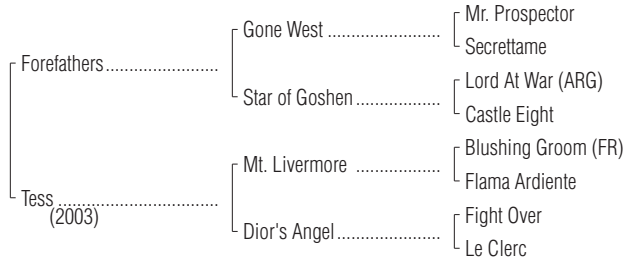 Mr. Prospector
Gone West
Secrettame
Forefathers
Lord At War (ARG)
Star of Goshen
Castle Eight
Blushing Groom (FR)
Mt. Livermore
Flama Ardiente
Tess
(2003)
Fight Over
Dior's Angel
Le Clerc